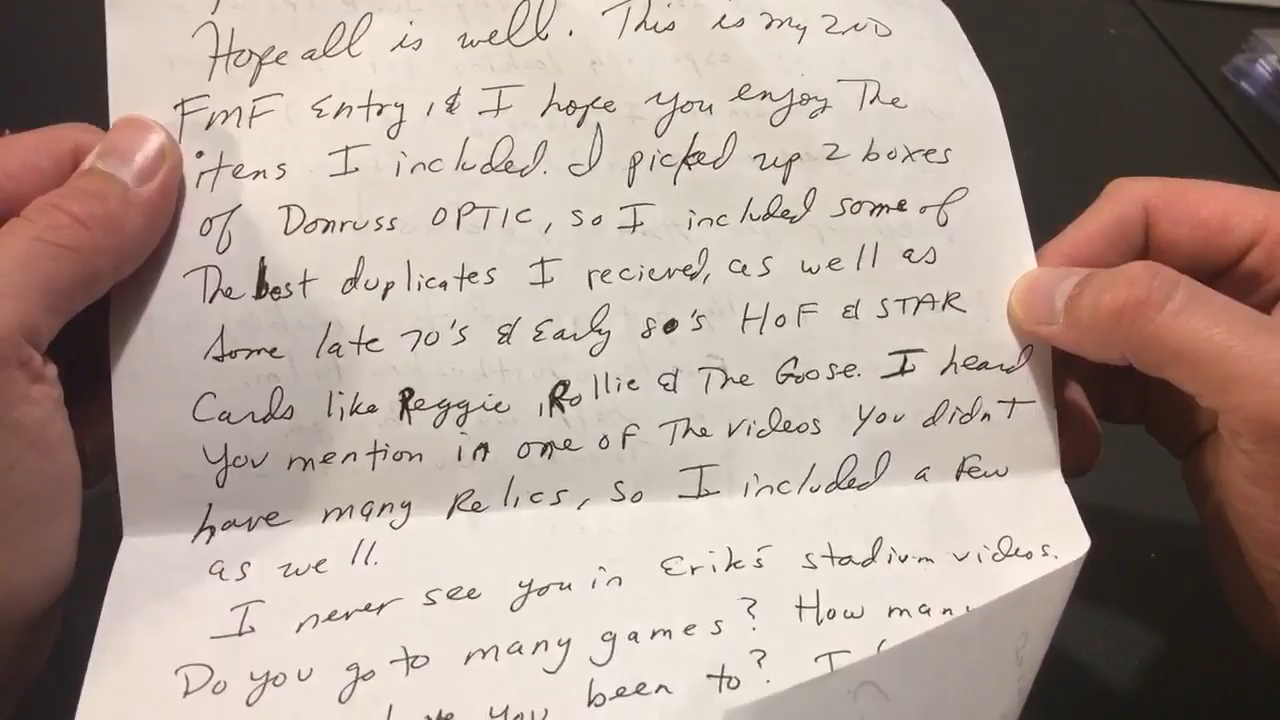 Hope all is well. This is my 2ND
FMF Entry, & I hope you enjoy The
itens I included. I picked up 2 boxes
of Donruss OPTIC, so I included some of
The best duplicates I recieved, as well as
some late 70's & Early 80's HOF & STAR
Cards like Reggie, Rollie & The Goose. I heard
you mention in one of The videos you didn't
have many Relics, so I included a few
as well.
I never see you in Erik's stadium videos.
Do you go to many games? How many
you been to? I